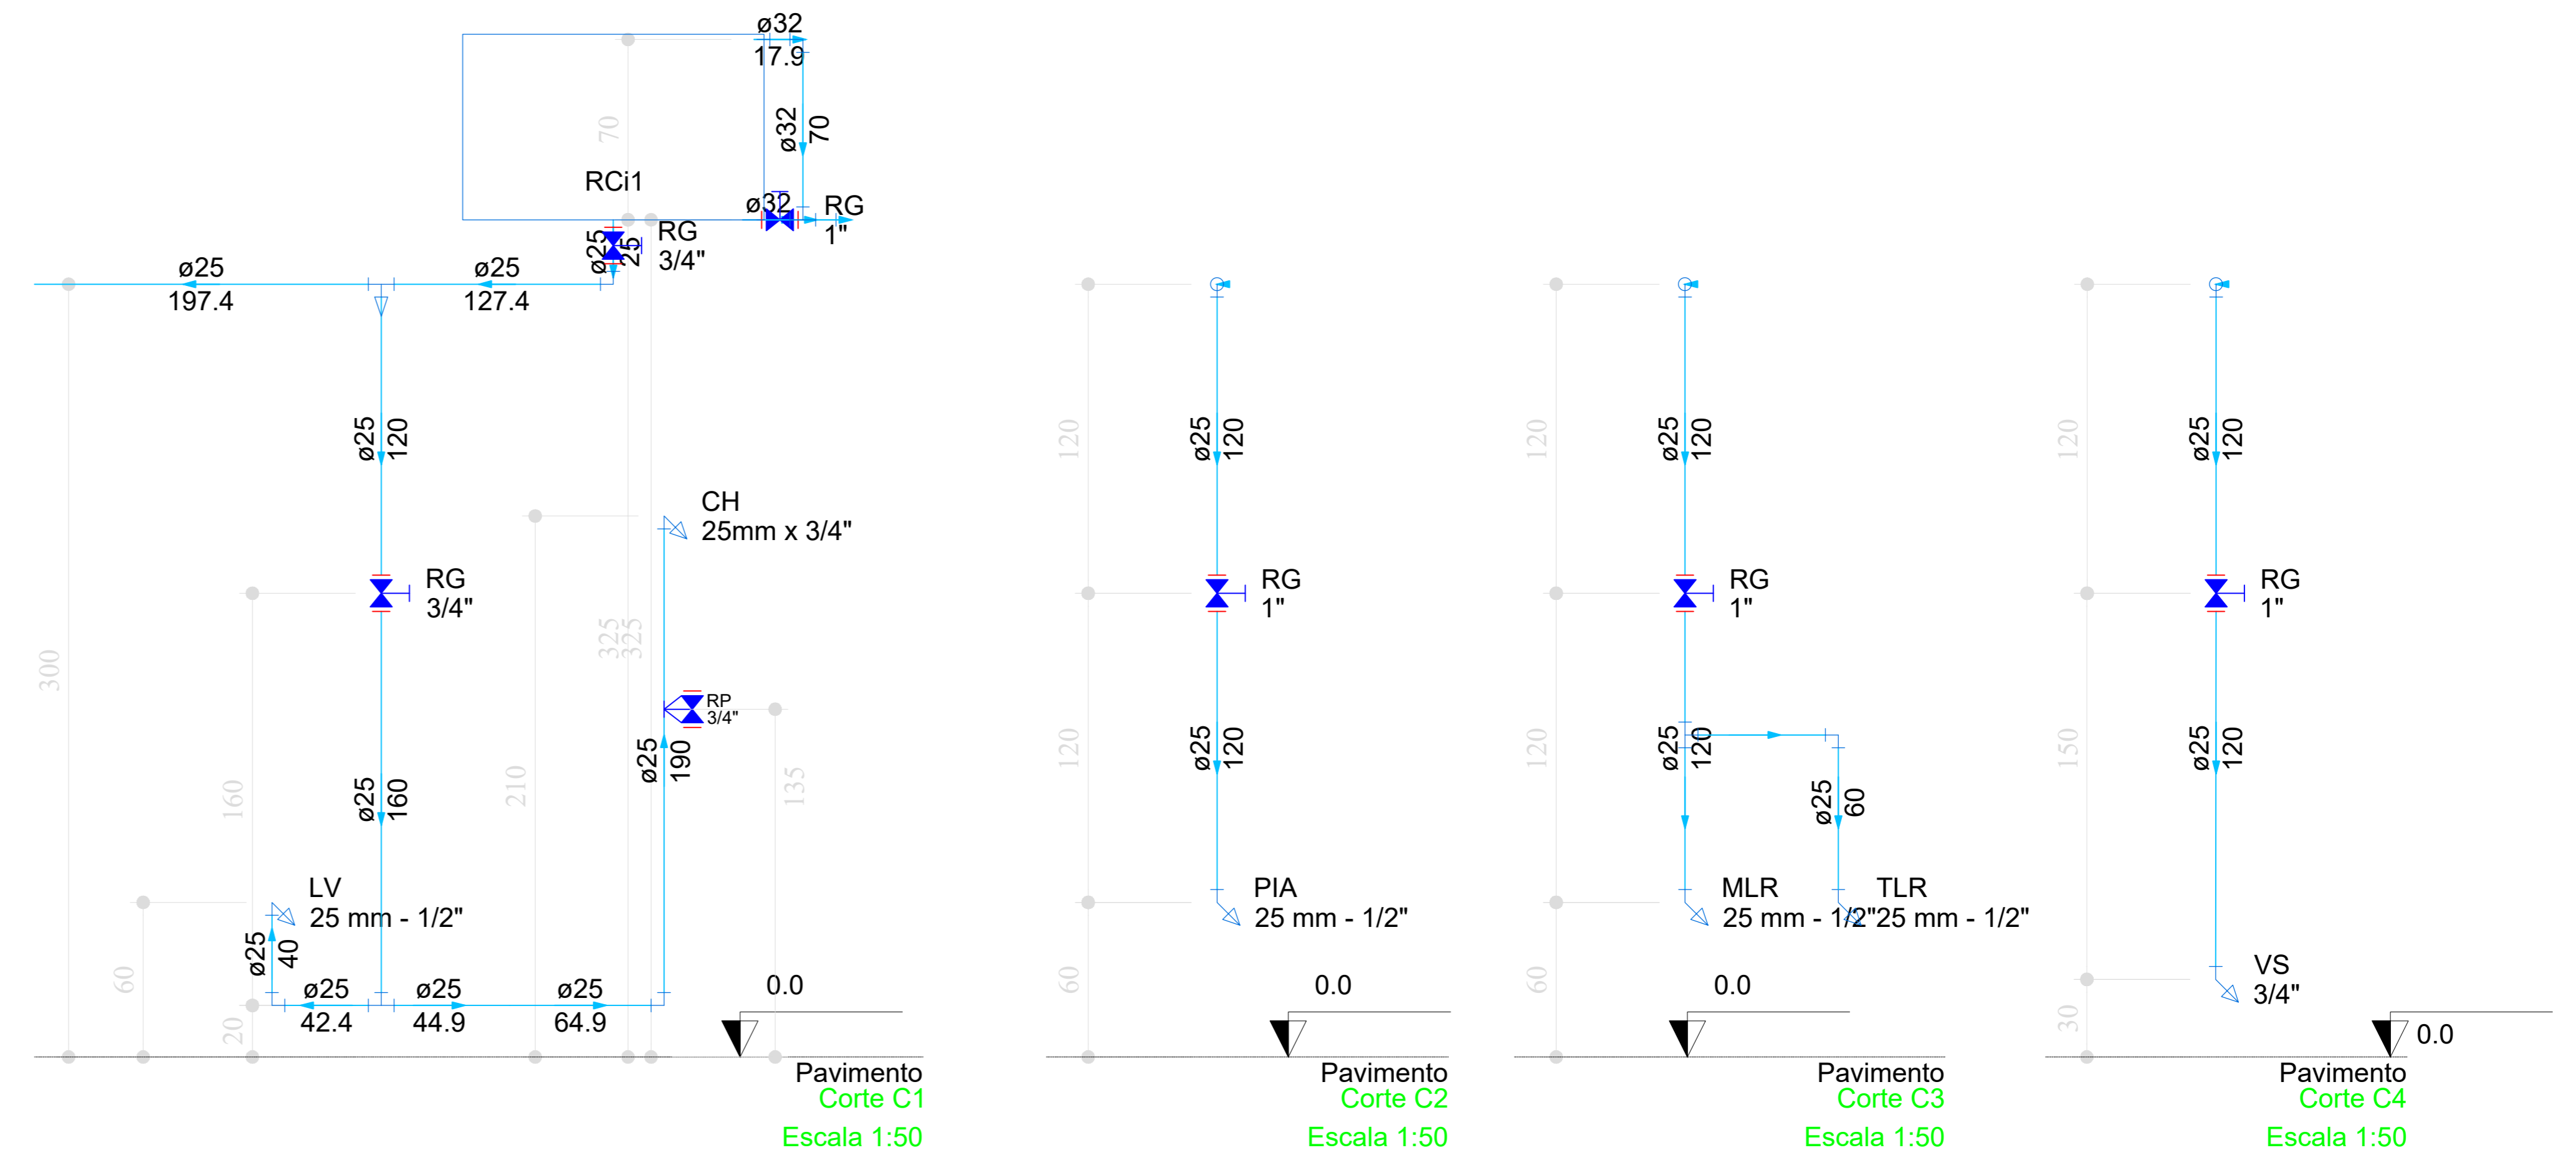 ø32
17.9
ø32
70
70
RCi1
ø32
RG
1"
ø25
25
RG
3/4"
ø25
197.4
ø25
127.4
ø25
120
CH
25mm x 3/4"
RG
3/4"
300
325
325
RP
3/4"
ø25
190
210
135
160
ø25
160
LV
25 mm - 1/2"
ø25
40
60
20
ø25
42.4
ø25
44.9
ø25
64.9
0.0
Pavimento
Corte C1
Escala 1:50
120
ø25
120
RG
1"
120
ø25
120
PIA
25 mm - 1/2"
60
0.0
Pavimento
Corte C2
Escala 1:50
120
ø25
120
RG
1"
120
ø25
120
ø25
60
MLR
25 mm - 1/2"
TLR
25 mm - 1/2"
60
0.0
Pavimento
Corte C3
Escala 1:50
120
ø25
120
RG
1"
150
ø25
120
VS
3/4"
30
0.0
Pavimento
Corte C4
Escala 1:50